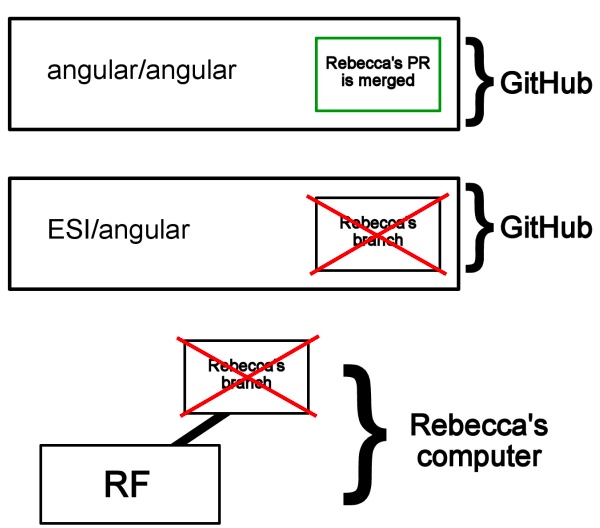 angular/angular
Rebecca's PR
is merged
GitHub
ESI/angular
Rebecca's
branch
GitHub
Rebecca's
branch
RF
Rebecca's
computer